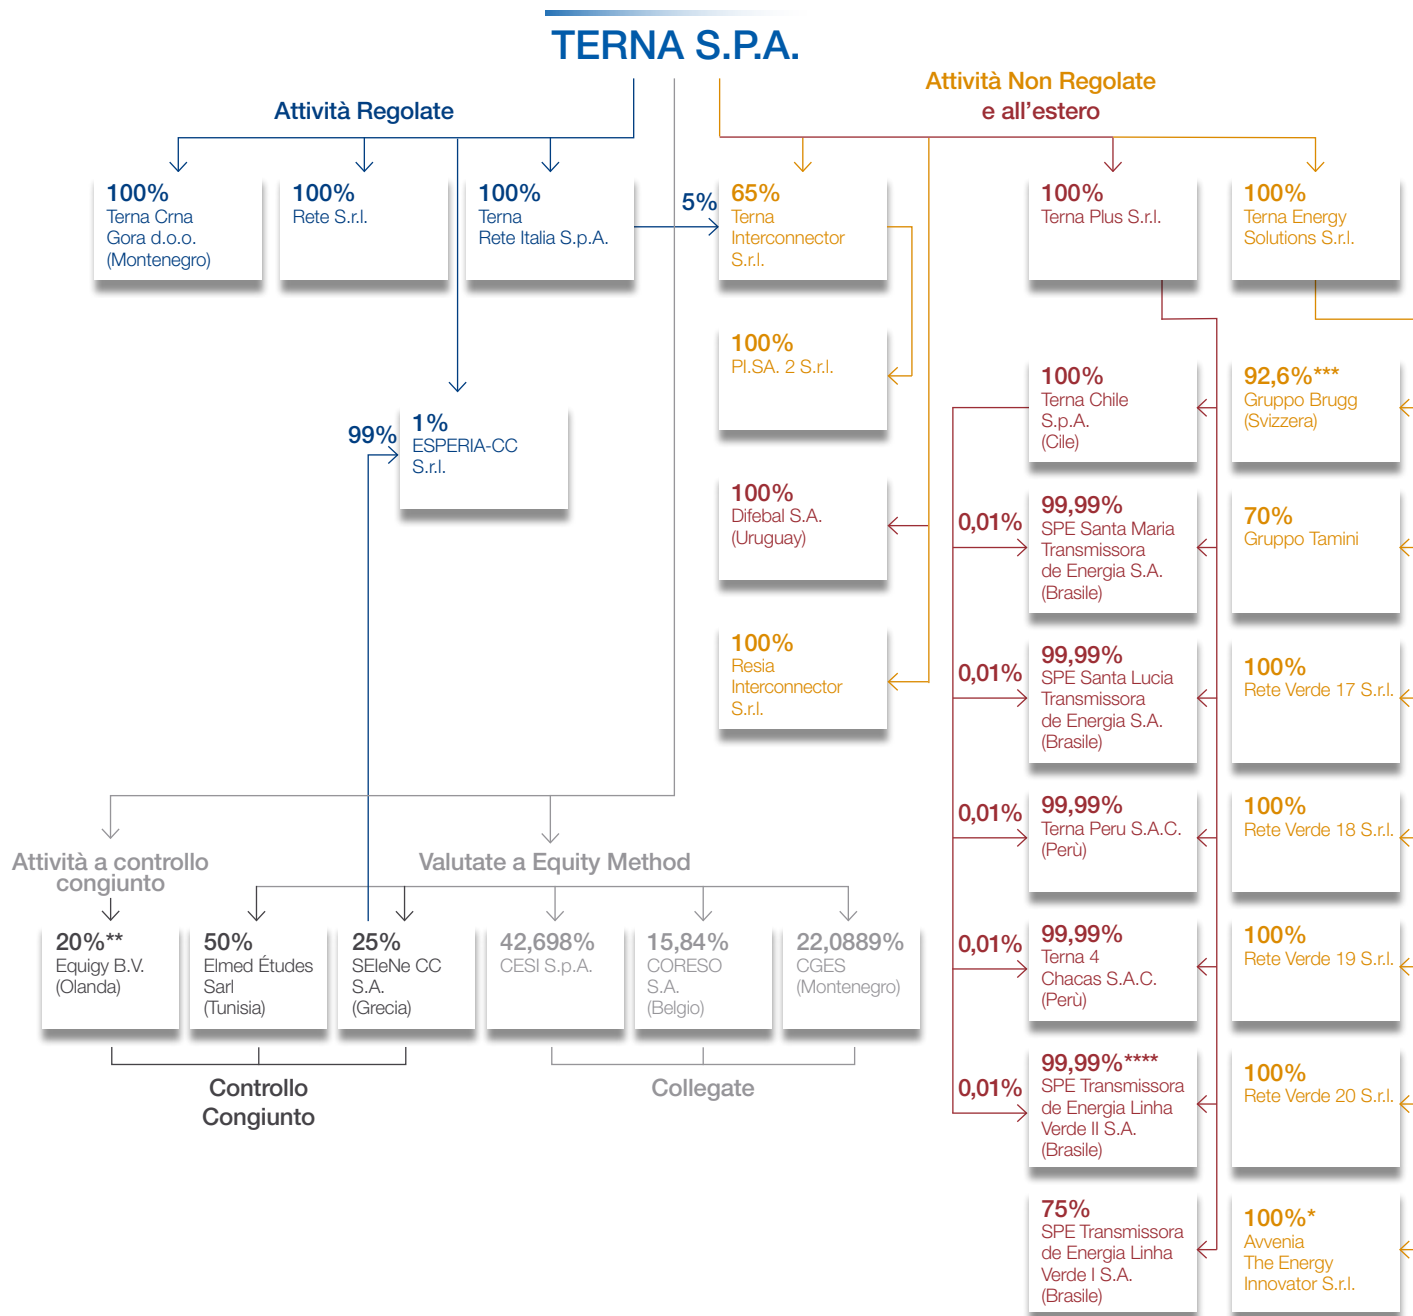 TERNA S.P.A.
Attività Regolate
Attività Non Regolate
e all'estero
100%
Terna Crna
Gora d.o.o.
(Montenegro)
100%
Rete S.r.l.
100%
Terna
Rete Italia S.p.A.
5%
65%
Terna
Interconnector
S.r.l.
100%
Terna Plus S.r.l.
100%
Terna Energy
Solutions S.r.l.
100%
PI.SA. 2 S.r.l.
100%
Difebal S.A.
(Uruguay)
100%
Resia
Interconnector
S.r.l.
99%
1%
ESPERIA-CC
S.r.l.
100%
Terna Chile
S.p.A.
(Cile)
0,01%
99,99%
SPE Santa Maria
Transmissora
de Energia S.A.
(Brasile)
0,01%
99,99%
SPE Santa Lucia
Transmissora
de Energia S.A.
(Brasile)
0,01%
99,99%
Terna Peru S.A.C.
(Perù)
0,01%
99,99%
Terna 4
Chacas S.A.C.
(Perù)
0,01%
99,99%****
SPE Transmissora
de Energia Linha
Verde II S.A.
(Brasile)
75%
SPE Transmissora
de Energia Linha
Verde I S.A.
(Brasile)
92,6%***
Gruppo Brugg
(Svizzera)
70%
Gruppo Tamini
100%
Rete Verde 17 S.r.l.
100%
Rete Verde 18 S.r.l.
100%
Rete Verde 19 S.r.l.
100%
Rete Verde 20 S.r.l.
100%*
Avvenia
The Energy
Innovator S.r.l.
Attività a controllo
congiunto
Valutate a Equity Method
20%**
Equigy B.V.
(Olanda)
50%
Elmed Études
Sarl
(Tunisia)
25%
SEleNe CC
S.A.
(Grecia)
42,698%
CESI S.p.A.
15,84%
CORESO
S.A.
(Belgio)
22,0889%
CGES
(Montenegro)
Controllo
Congiunto
Collegate